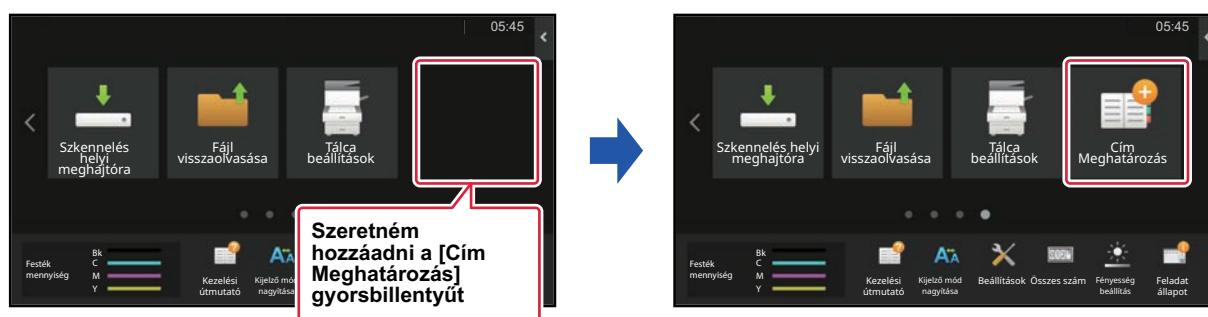 05:45
Szkennelés
helyi
meghajtóra
Fájl
visszaolvasása
Tálca
beállítások
Szeretném
hozzáadni a [Cím
Meghatározás]
gyorsbillentyűt
Festék
mennyiség
Bk
C
M
Y
Kezelési
útmutató
Kijelző mód
nagyítása
05:45
Szkennelés helyi
meghajtóra
Fájl
visszaolvasása
Tálca
beállítások
Cím
Meghatározás
Festék
mennyiség
Bk
C
M
Y
Kezelési
útmutató
Kijelző mód
nagyítása
Beállítások
Összes szám
Fényesség
beállítás
Feladat
állapot